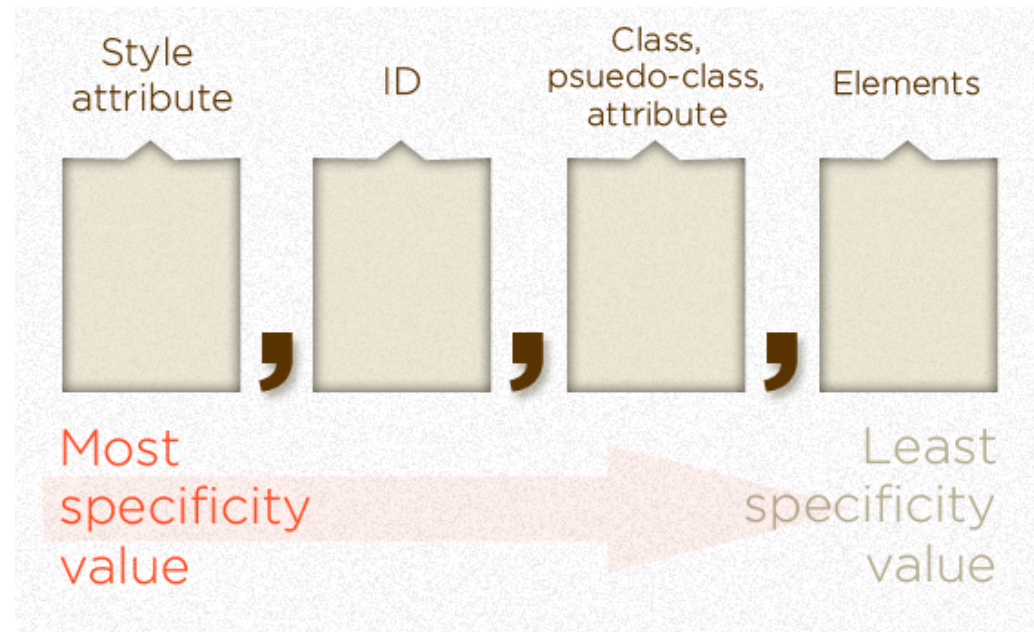 Style
attribute
ID
Class,
psuedo-class,
attribute
Elements
, , ,
Most
specificity
value
Least
specificity
value